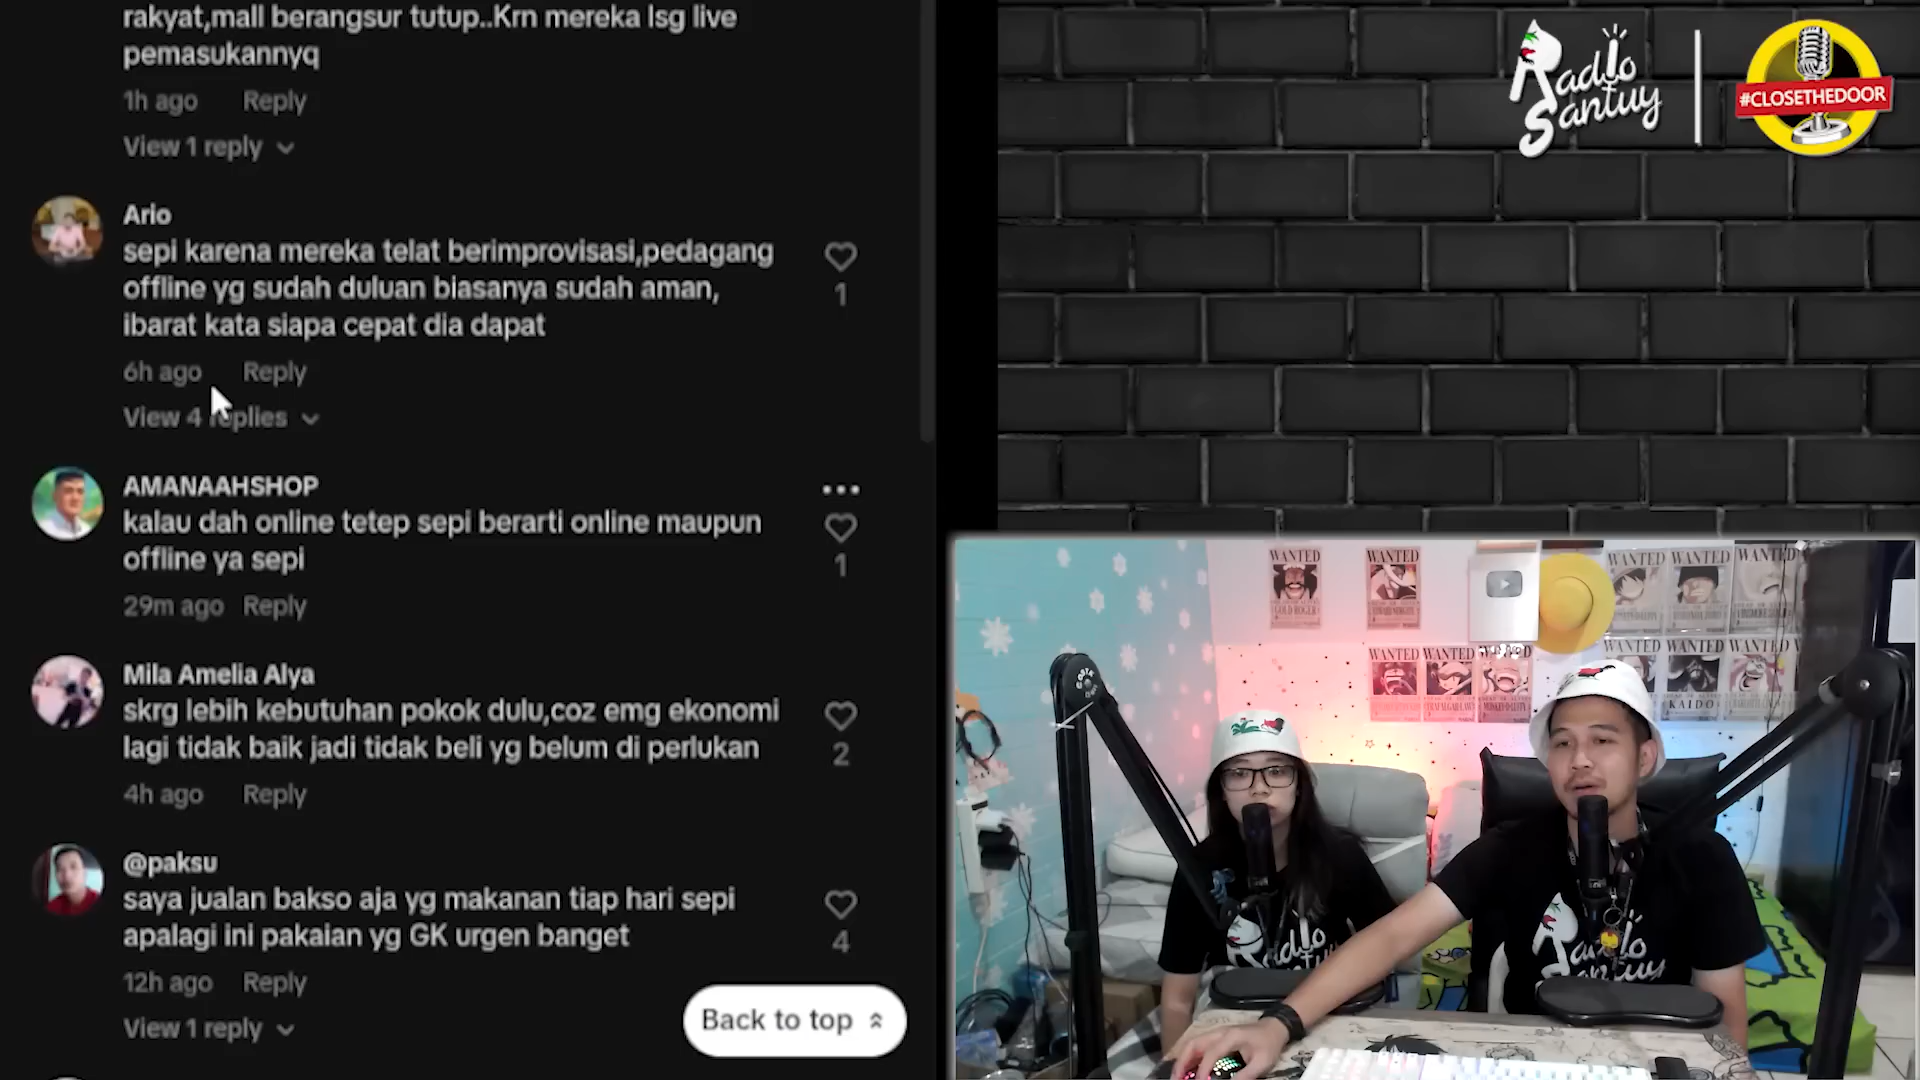 rakyat,mall berangsur tutup..Krn mereka lsg live
pemasukannyq
1h ago Reply
View 1 reply
Ario
sepi karena mereka telat berimprovisasi,pedagang
offline yg sudah duluan biasanya sudah aman,
ibarat kata siapa cepat dia dapat
1
6h ago Reply
View 4 replies
AMANAAHSHOP
kalau dah online tetep sepi berarti online maupun
offline ya sepi
1
29m ago Reply
Mila Amelia Alya
skrg lebih kebutuhan pokok dulu,coz emg ekonomi
lagi tidak baik jadi tidak beli yg belum di perlukan
2
4h ago Reply
@paksu
saya jualan bakso aja yg makanan tiap hari sepi
apalagi ini pakaian yg GK urgen banget
4
12h ago Reply
View 1 reply
Back to top
Radio
Santuy
#CLOSETHEDOOR
WANTED
GOLD ROGER
WANTED
WANTED
WANTED
WANTED
WANTED
WANTED
WANTED
WANTED
WANTED
WANTED
KAIDO
Radio
Santuy
Radio
Santuy